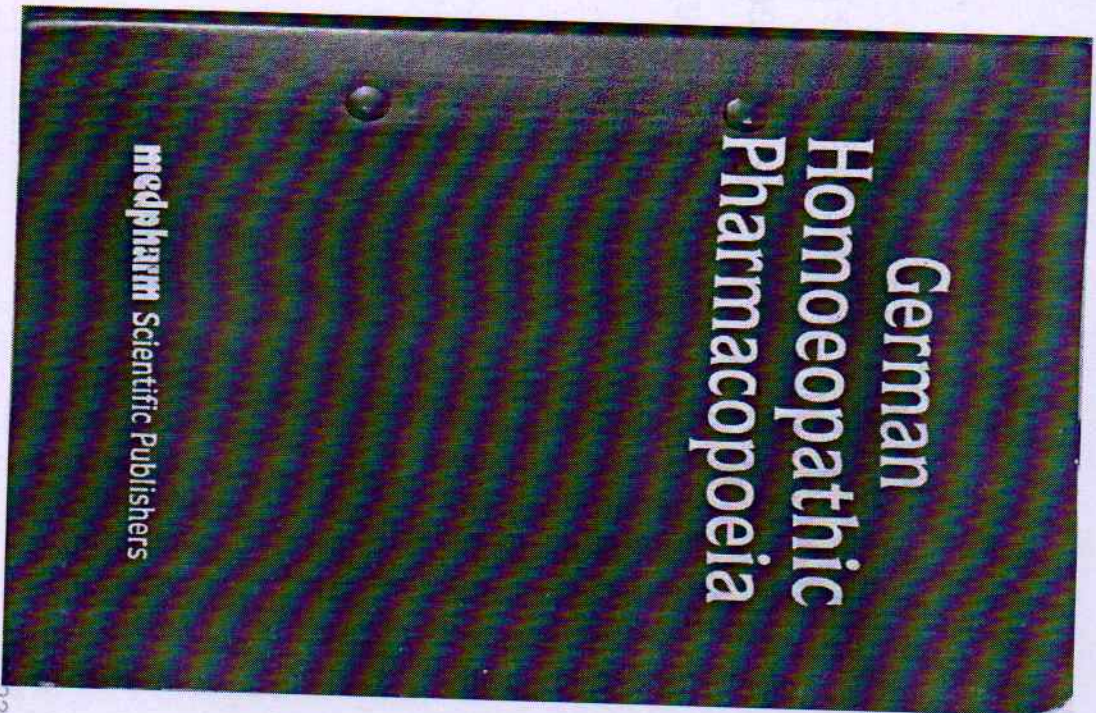 German
Homoeopathic
Pharmacopoeia
medpharm Scientific Publishers